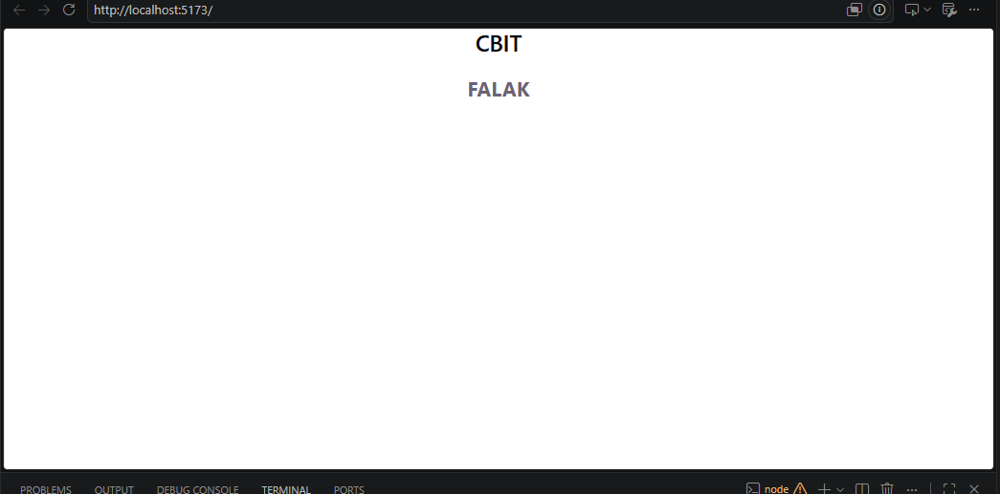 http://localhost:5173/
CBIT
FALAK
PROBLEMS OUTPUT DEBUG CONSOLE TERMINAL PORTS node